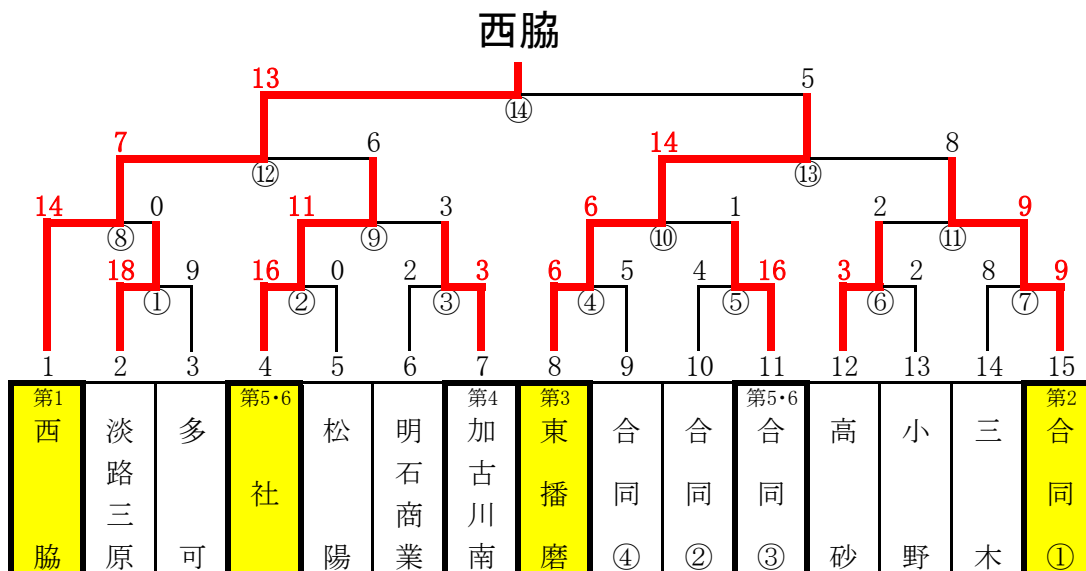 西脇
13 5
⑭
7 6 14 8
⑫ ⑬
14 0 11 3 6 1 2 9
⑧ ⑨ ⑩ ⑪
18 9 16 0 2 3 6 5 4 16 3 2 8 9
① ② ③ ④ ⑤ ⑥ ⑦
1 2 3 4 5 6 7 8 9 10 11 12 13 14 15
第1 西脇
淡路三原
多可
第5・6 社
松陽
明石商業
第4 加古川南
第3 東播磨
合同④
合同②
第5・6 合同③
高砂
小野
三木
第2 合同①